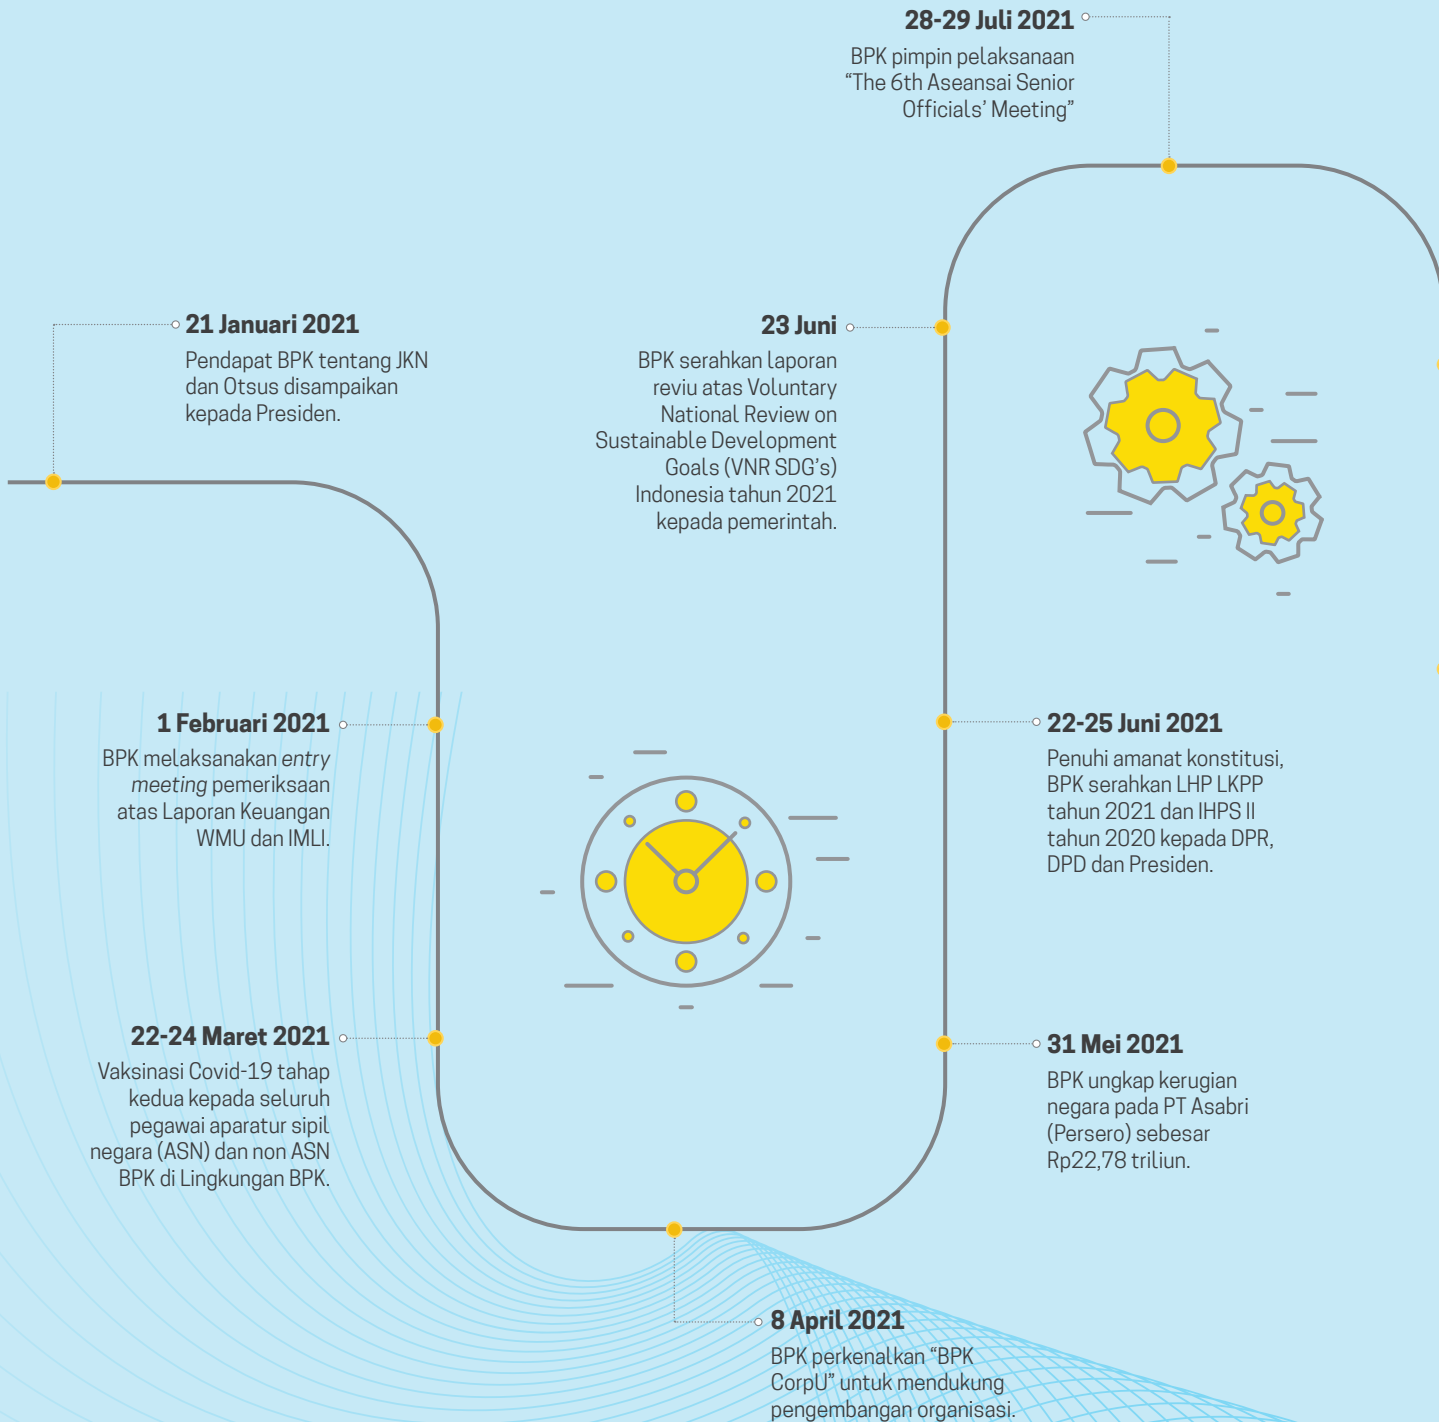 28-29 Juli 2021
BPK pimpin pelaksanaan
“The 6th Aseansai Senior
Officials’ Meeting”
21 Januari 2021
Pendapat BPK tentang JKN
dan Otsus disampaikan
kepada Presiden.
23 Juni
BPK serahkan laporan
reviu atas Voluntary
National Review on
Sustainable Development
Goals (VNR SDG’s)
Indonesia tahun 2021
kepada pemerintah.
1 Februari 2021
BPK melaksanakan entry
meeting pemeriksaan
atas Laporan Keuangan
WMU dan IMLI.
22-25 Juni 2021
Penuhi amanat konstitusi,
BPK serahkan LHP LKPP
tahun 2021 dan IHPS II
tahun 2020 kepada DPR,
DPD dan Presiden.
22-24 Maret 2021
Vaksinasi Covid-19 tahap
kedua kepada seluruh
pegawai aparatur sipil
negara (ASN) dan non ASN
BPK di Lingkungan BPK.
31 Mei 2021
BPK ungkap kerugian
negara pada PT Asabri
(Persero) sebesar
Rp22,78 triliun.
8 April 2021
BPK perkenalkan “BPK
CorpU” untuk mendukung
pengembangan organisasi.